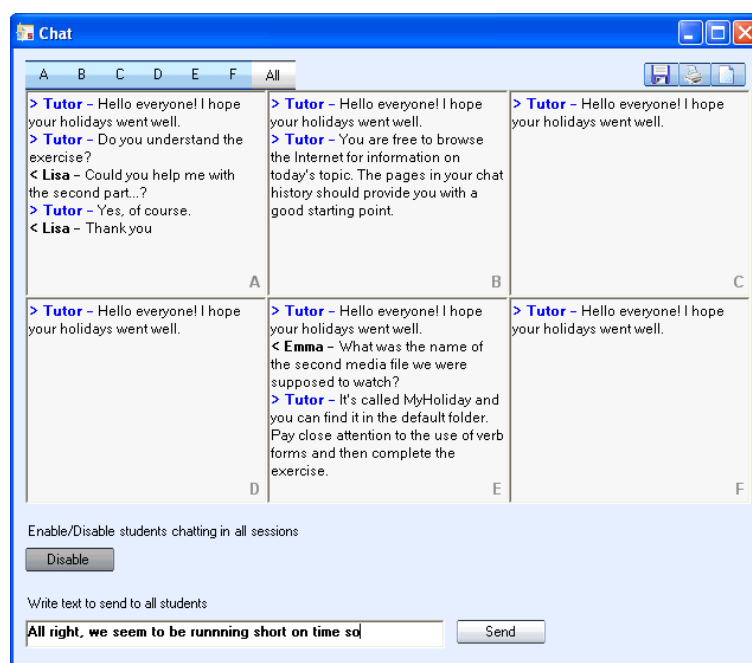 Chat
A B C D E F All
> Tutor – Hello everyone! I hope
your holidays went well.
> Tutor – Do you understand the
exercise?
< Lisa – Could you help me with
the second part...?
> Tutor – Yes, of course.
< Lisa – Thank you
A
> Tutor – Hello everyone! I hope
your holidays went well.
> Tutor – You are free to browse
the Internet for information on
today's topic. The pages in your chat
history should provide you with a
good starting point.
B
> Tutor – Hello everyone! I hope
your holidays went well.
C
> Tutor – Hello everyone! I hope
your holidays went well.
D
> Tutor – Hello everyone! I hope
your holidays went well.
< Emma – What was the name of
the second media file we were
supposed to watch?
> Tutor – It's called MyHoliday and
you can find it in the default folder.
Pay close attention to the use of verb
forms and then complete the
exercise.
E
> Tutor – Hello everyone! I hope
your holidays went well.
F
Enable/Disable students chatting in all sessions
Disable
Write text to send to all students
All right, we seem to be runnning short on time so
Send